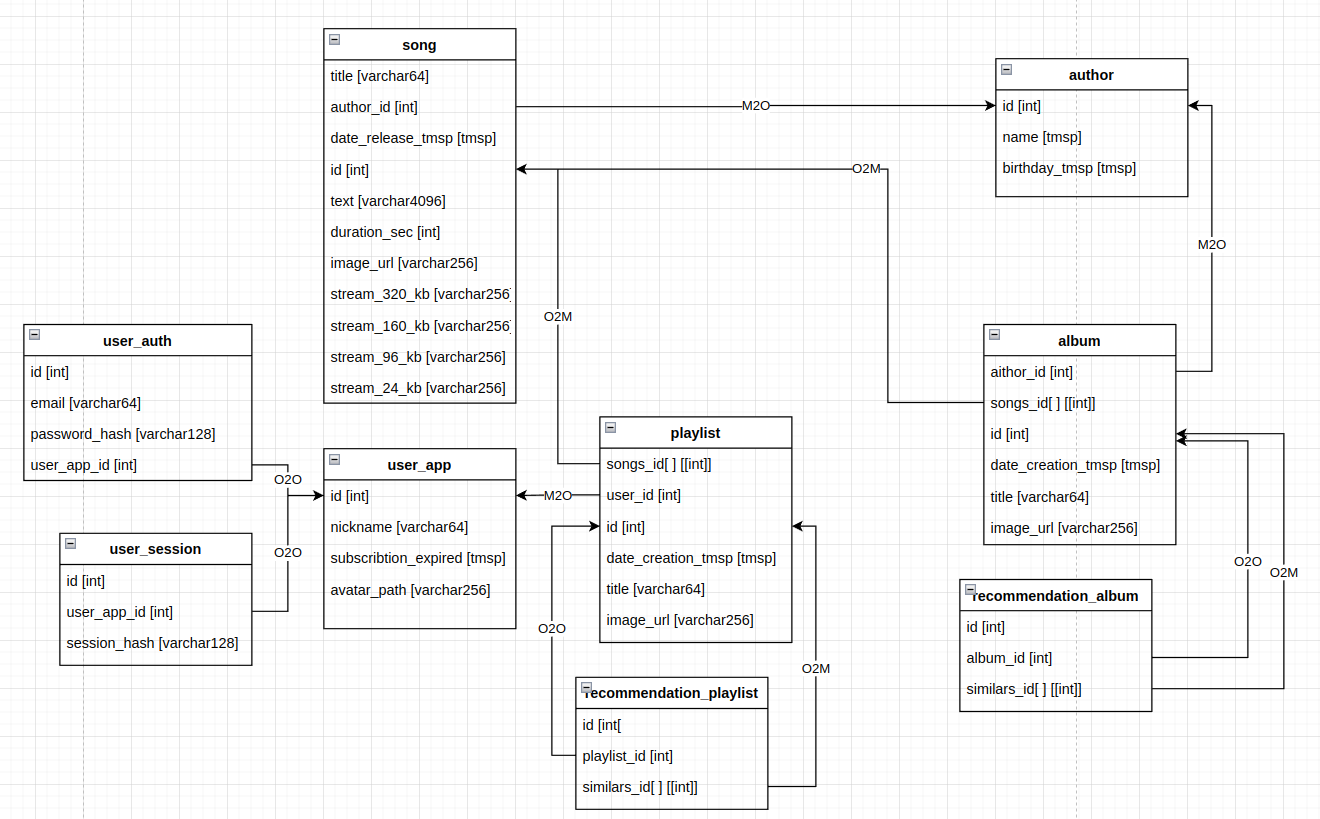 song
title [varchar64]
author_id [int]
date_release_tmsp [tmsp]
id [int]
text [varchar4096]
duration_sec [int]
image_url [varchar256]
stream_320_kb [varchar256]
stream_160_kb [varchar256]
stream_96_kb [varchar256]
stream_24_kb [varchar256]
M2O
author
id [int]
name [tmsp]
birthday_tmsp [tmsp]
O2M
M2O
O2M
user_auth
id [int]
email [varchar64]
password_hash [varchar128]
user_app_id [int]
O2O
user_session
id [int]
user_app_id [int]
session_hash [varchar128]
O2O
user_app
id [int]
nickname [varchar64]
subscribtion_expired [tmsp]
avatar_path [varchar256]
M2O
playlist
songs_id[ ] [[int]]
user_id [int]
id [int]
date_creation_tmsp [tmsp]
title [varchar64]
image_url [varchar256]
O2O
O2M
recommendation_playlist
id [int[
playlist_id [int]
similars_id[ ] [[int]]
album
aithor_id [int]
songs_id[ ] [[int]]
id [int]
date_creation_tmsp [tmsp]
title [varchar64]
image_url [varchar256]
O2O
O2M
recommendation_album
id [int]
album_id [int]
similars_id[ ] [[int]]